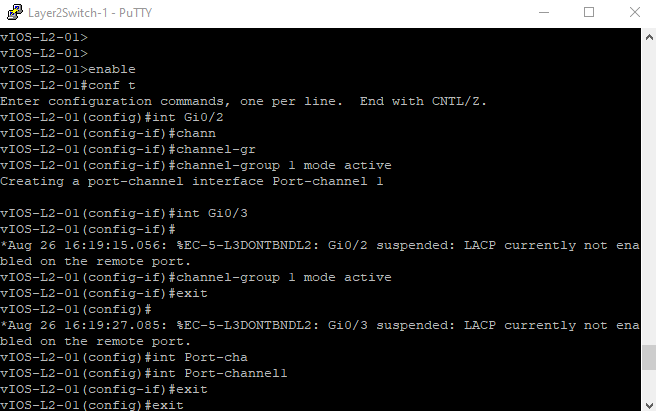 Layer2Switch-1 - PuTTY
vIOS-L2-01>
vIOS-L2-01>
vIOS-L2-01>enable
vIOS-L2-01#conf t
Enter configuration commands, one per line.  End with CNTL/Z.
vIOS-L2-01(config)#int Gi0/2
vIOS-L2-01(config-if)#chann
vIOS-L2-01(config-if)#channel-gr
vIOS-L2-01(config-if)#channel-group 1 mode active
Creating a port-channel interface Port-channel 1
vIOS-L2-01(config-if)#int Gi0/3
vIOS-L2-01(config-if)#
*Aug 26 16:19:15.056: %EC-5-L3DONTBNDL2: Gi0/2 suspended: LACP currently not ena
bled on the remote port.
vIOS-L2-01(config-if)#channel-group 1 mode active
vIOS-L2-01(config-if)#exit
vIOS-L2-01(config)#
*Aug 26 16:19:27.085: %EC-5-L3DONTBNDL2: Gi0/3 suspended: LACP currently not ena
bled on the remote port.
vIOS-L2-01(config)#int Port-cha
vIOS-L2-01(config)#int Port-channel1
vIOS-L2-01(config-if)#exit
vIOS-L2-01(config)#exit